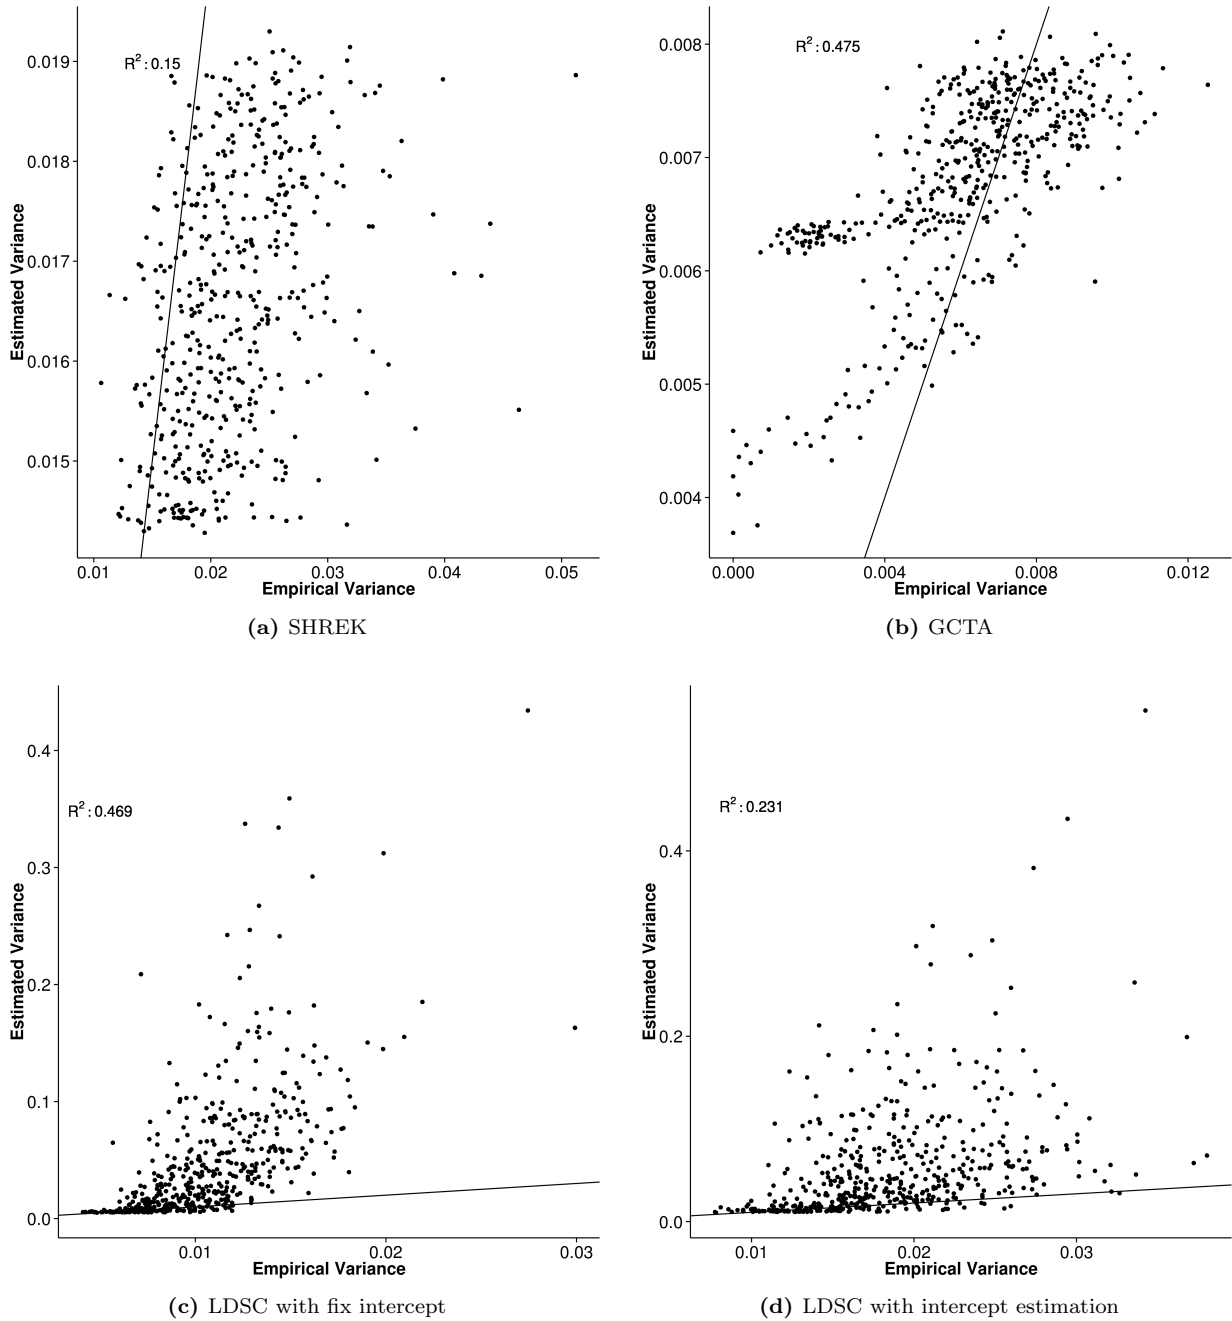 R²: 0.15
0.019
0.018
0.017
0.016
0.015
Estimated Variance
0.01 0.02 0.03 0.04 0.05
Empirical Variance
(a) SHREK
R²: 0.475
0.008
0.007
0.006
0.005
0.004
Estimated Variance
0.000 0.004 0.008 0.012
Empirical Variance
(b) GCTA
R²: 0.469
0.4
0.3
0.2
0.1
0.0
Estimated Variance
0.01 0.02 0.03
Empirical Variance
(c) LDSC with fix intercept
R²: 0.231
0.4
0.2
0.0
Estimated Variance
0.01 0.02 0.03
Empirical Variance
(d) LDSC with intercept estimation